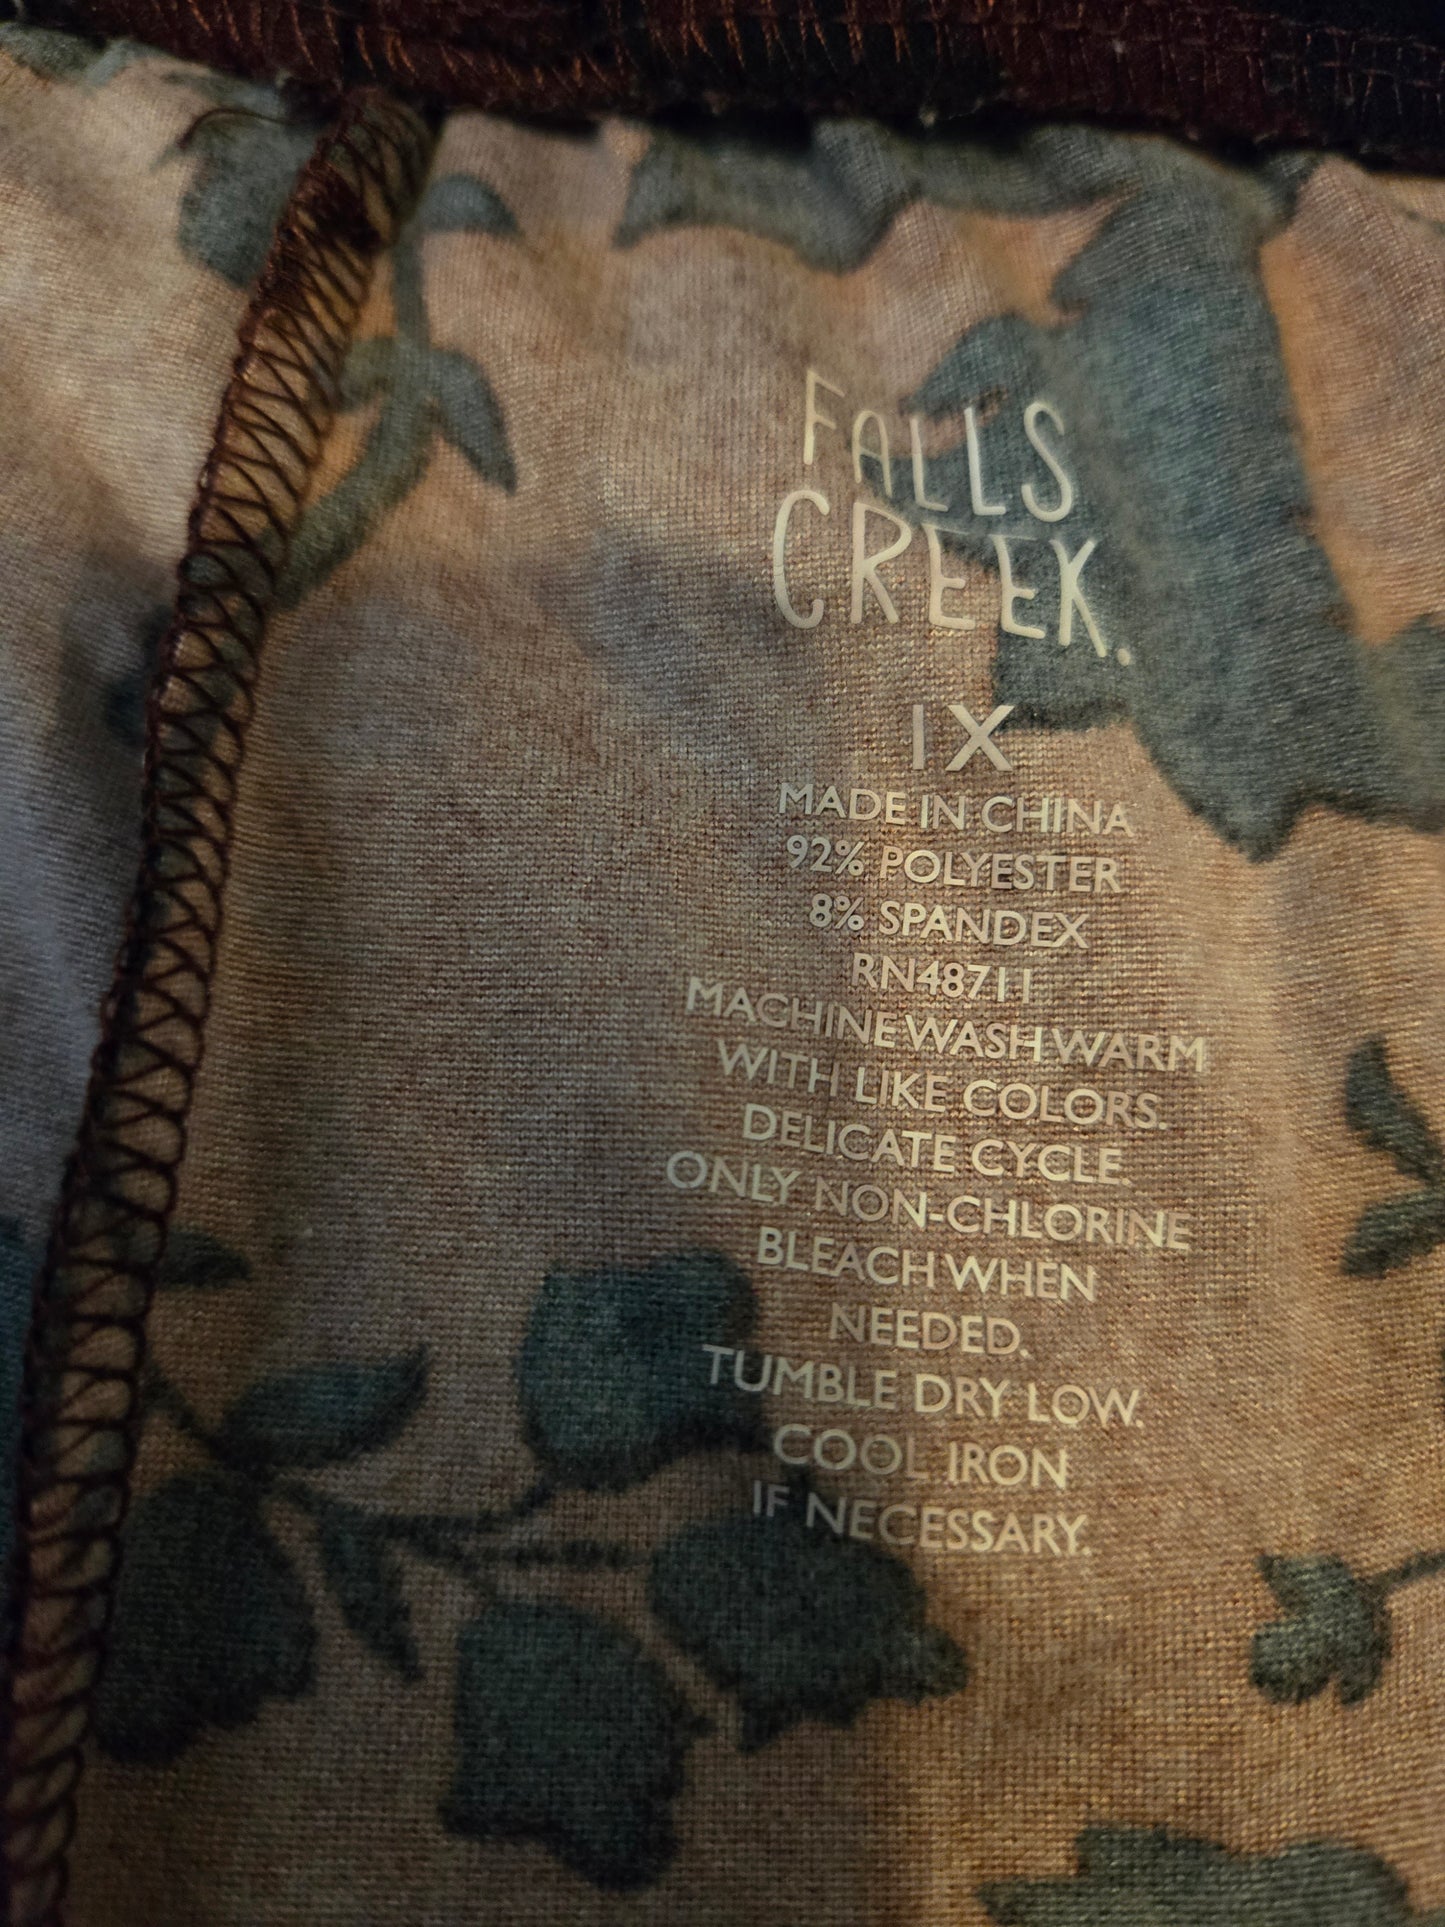 FALLS
CREEK.
1X
MADE IN CHINA
92% POLYESTER
8% SPANDEX
RN48711
MACHINE WASH WARM
WITH LIKE COLORS.
DELICATE CYCLE.
ONLY NON-CHLORINE
BLEACH WHEN
NEEDED.
TUMBLE DRY LOW.
COOL IRON
IF NECESSARY.